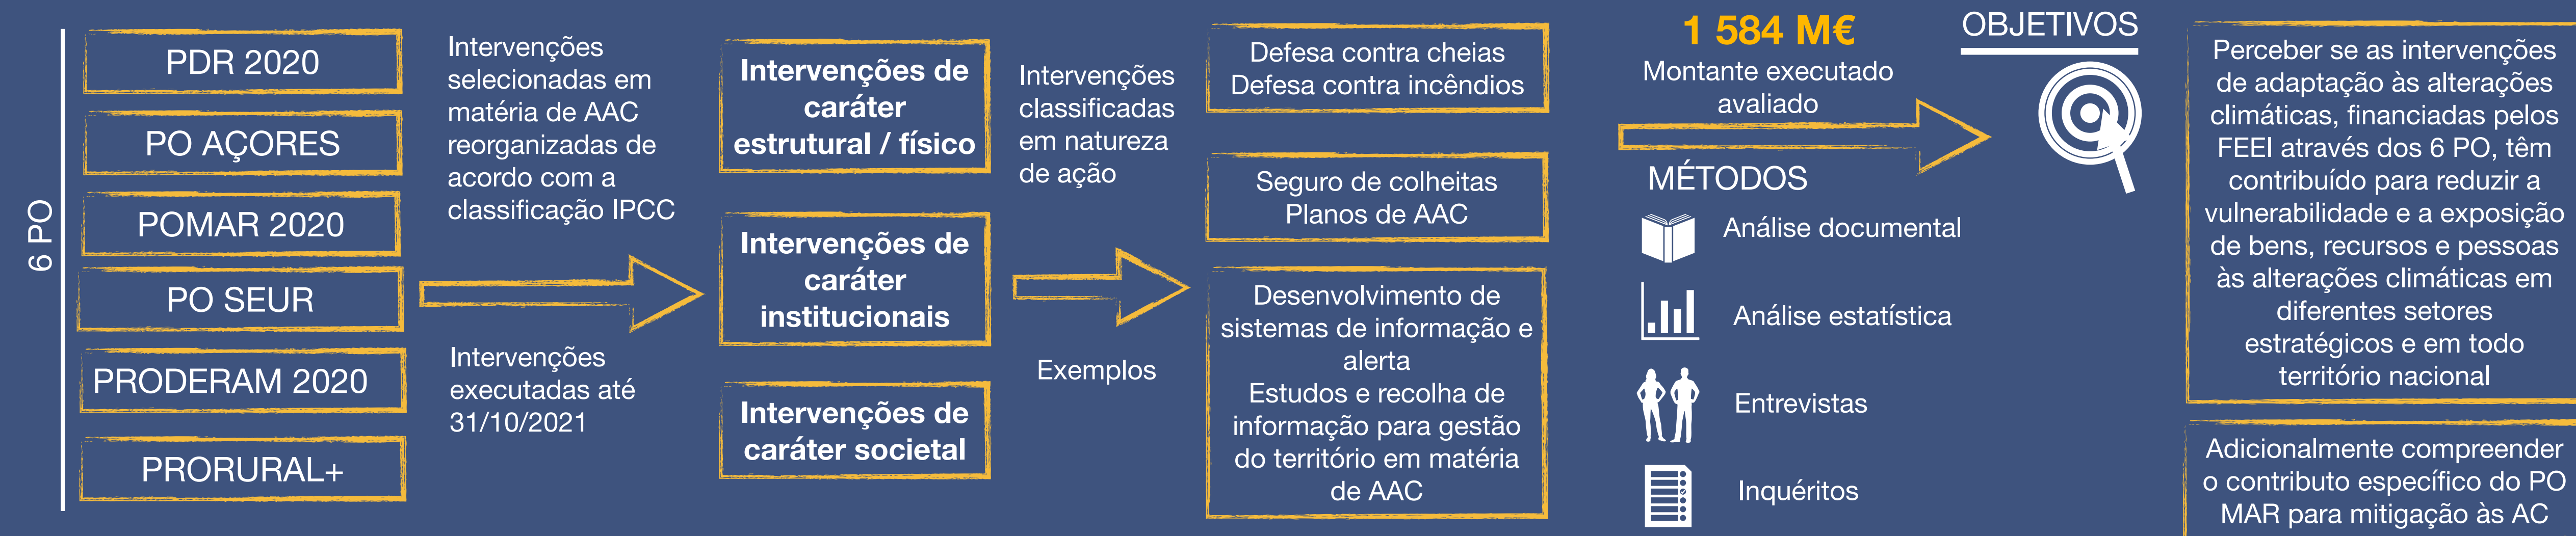 6 PO
PDR 2020
PO AÇORES
POMAR 2020
PO SEUR
PRODERAM 2020
PRORURAL+
Intervenções
selecionadas em
matéria de AAC
reorganizadas de
acordo com a
classificação IPCC
Intervenções
executadas até
31/10/2021
Intervenções de
caráter
estrutural / físico
Intervenções de
caráter
institucionais
Intervenções de
caráter societal
Intervenções
classificadas
em natureza
de ação
Exemplos
Defesa contra cheias
Defesa contra incêndios
Seguro de colheitas
Planos de AAC
Desenvolvimento de
sistemas de informação e
alerta
Estudos e recolha de
informação para gestão
do território em matéria
de AAC
1 584 M€
Montante executado
avaliado
MÉTODOS
Análise documental
Análise estatística
Entrevistas
Inquéritos
OBJETIVOS
Perceber se as intervenções
de adaptação às alterações
climáticas, financiadas pelos
FEEI através dos 6 PO, têm
contribuído para reduzir a
vulnerabilidade e a exposição
de bens, recursos e pessoas
às alterações climáticas em
diferentes setores
estratégicos e em todo
território nacional
Adicionalmente compreender
o contributo específico do PO
MAR para mitigação às AC